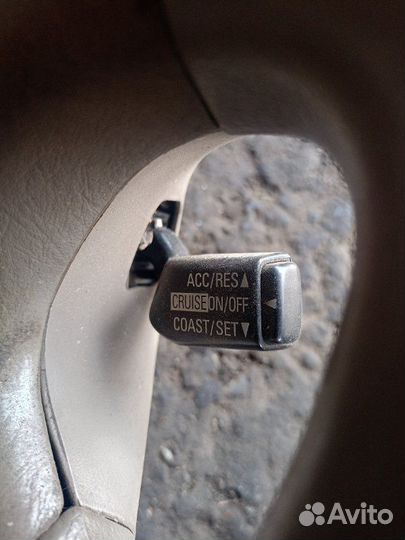 ACC/RES▲
CRUISE ON/OFF ◀
COAST/SET▼
Avito